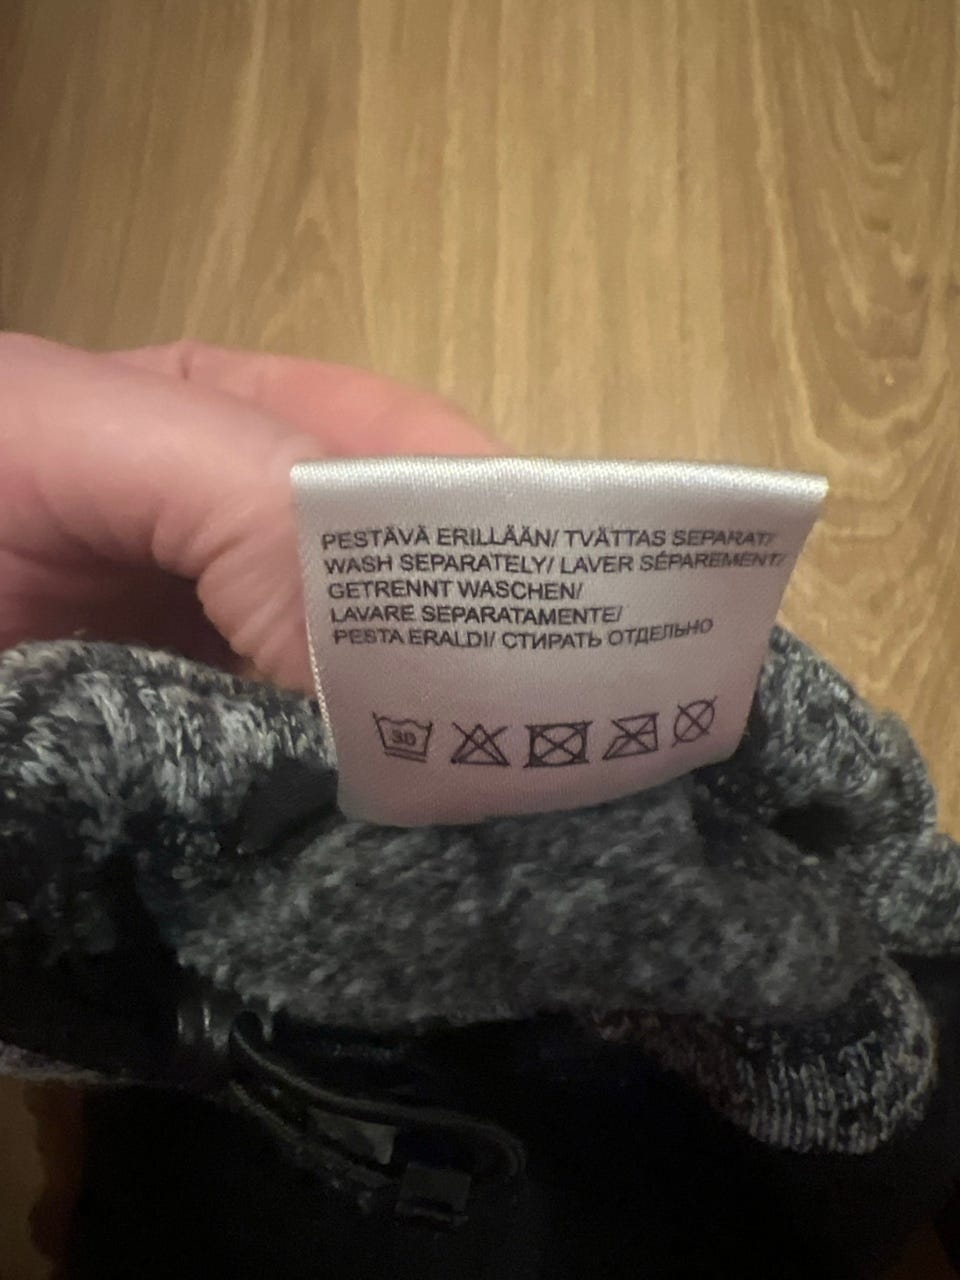 PESTÄVÄ ERILLÄÄN/ TVÄTTAS SEPARAT/
WASH SEPARATELY/ LAVER SÉPAREMENT/
GETRENNT WASCHEN/
LAVARE SEPARATAMENTE/
PESTA ERALDI/ СТИРАТЬ ОТДЕЛЬНО
30